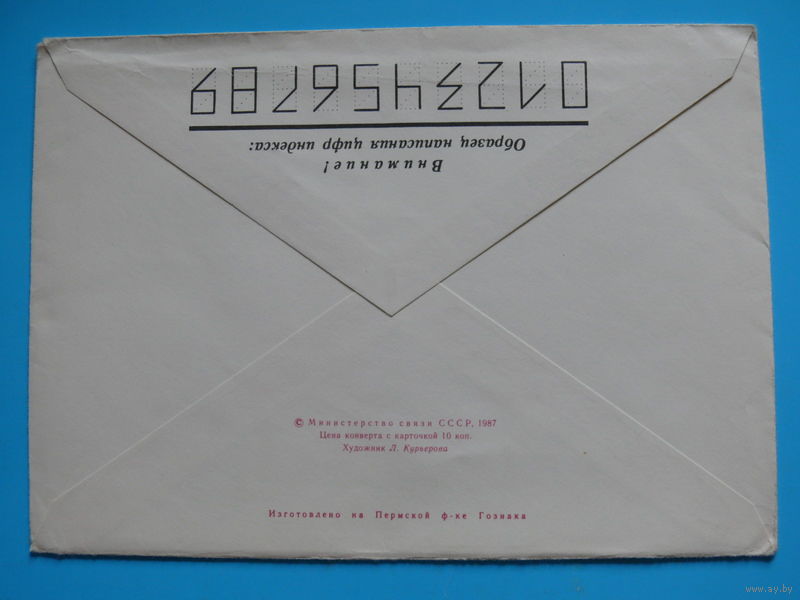 Внимание!
Образец написания цифр индекса:
0123456789
© Министерство связи СССР, 1987
Цена конверта с карточкой 10 коп.
Художник Л. Курьерова
Изготовлено на Пермской ф-ке Гознака
www.ay.by